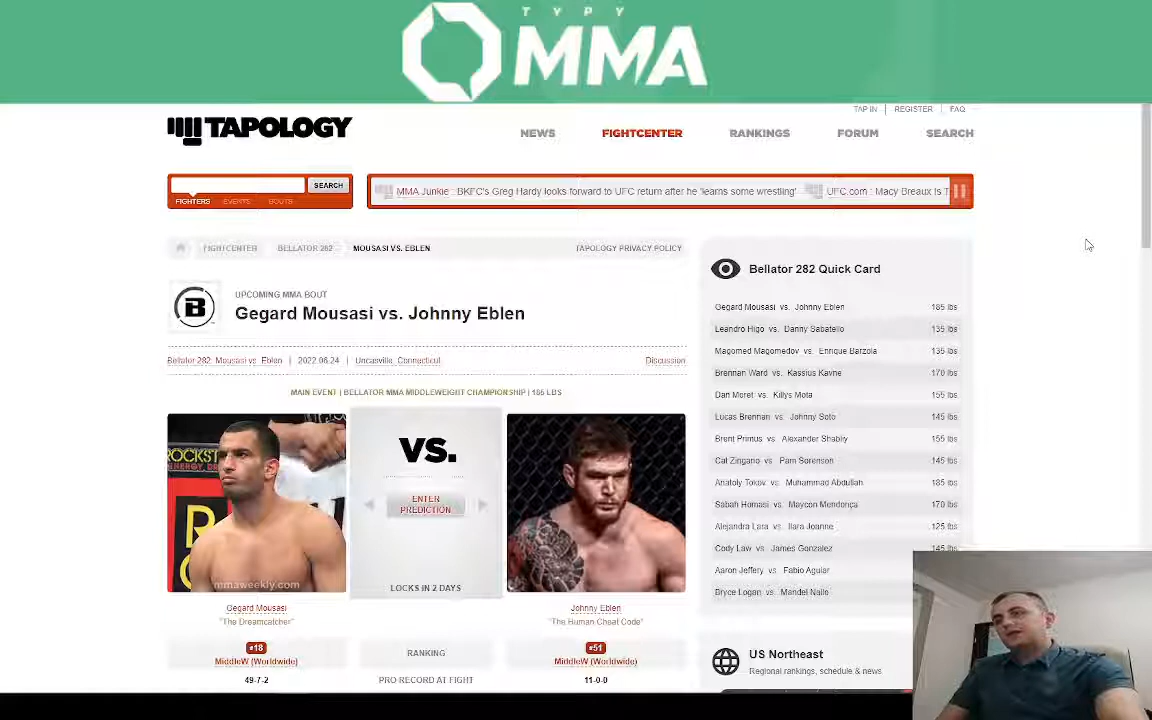 TYPY
MMA
TAP IN | REGISTER | FAQ
TAPOLOGY
NEWS FIGHTCENTER RANKINGS FORUM SEARCH
SEARCH
MMA Junkie : BKFC's Greg Hardy looks forward to UFC return after he 'learns some wrestling' UFC.com : Macy Breaux Is T
FIGHTERS EVENTS BOUTS
FIGHTCENTER BELLATOR 282 MOUSASI VS. EBLEN TAPOLOGY PRIVACY POLICY
B
UPCOMING MMA BOUT
Gegard Mousasi vs. Johnny Eblen
Bellator 282: Mousasi vs. Eblen | 2022.06.24 | Uncasville, Connecticut Discussion
MAIN EVENT | BELLATOR MMA MIDDLEWEIGHT CHAMPIONSHIP | 185 LBS
ROCKST
R
VS.
ENTER
PREDICTION
LOCKS IN 2 DAYS
mmaweekly.com
Gegard Mousasi
"The Dreamcatcher"
Johnny Eblen
"The Human Cheat Code"
#18
MiddleW (Worldwide)
RANKING
#51
MiddleW (Worldwide)
49-7-2 PRO RECORD AT FIGHT 11-0-0
Bellator 282 Quick Card
Gegard Mousasi vs. Johnny Eblen 185 lbs
Leandro Higo vs. Danny Sabatello 135 lbs
Magomed Magomedov vs. Enrique Barzola 135 lbs
Brennan Ward vs. Kassius Kayne 170 lbs
Dan Moret vs. Killys Mota 155 lbs
Lucas Brennan vs. Johnny Soto 145 lbs
Brent Primus vs. Alexander Shabliy 155 lbs
Cat Zingano vs. Pam Sorenson 145 lbs
Anatoly Tokov vs. Muhammad Abdullah 185 lbs
Sabah Homasi vs. Maycon Mendonça 170 lbs
Alejandra Lara vs. Ilara Joanne 125 lbs
Cody Law vs. James Gonzalez 145 lbs
Aaron Jeffery vs. Fabio Aguiar
Bryce Logan vs. Mandel Nallo
US Northeast
Regional rankings, schedule & news